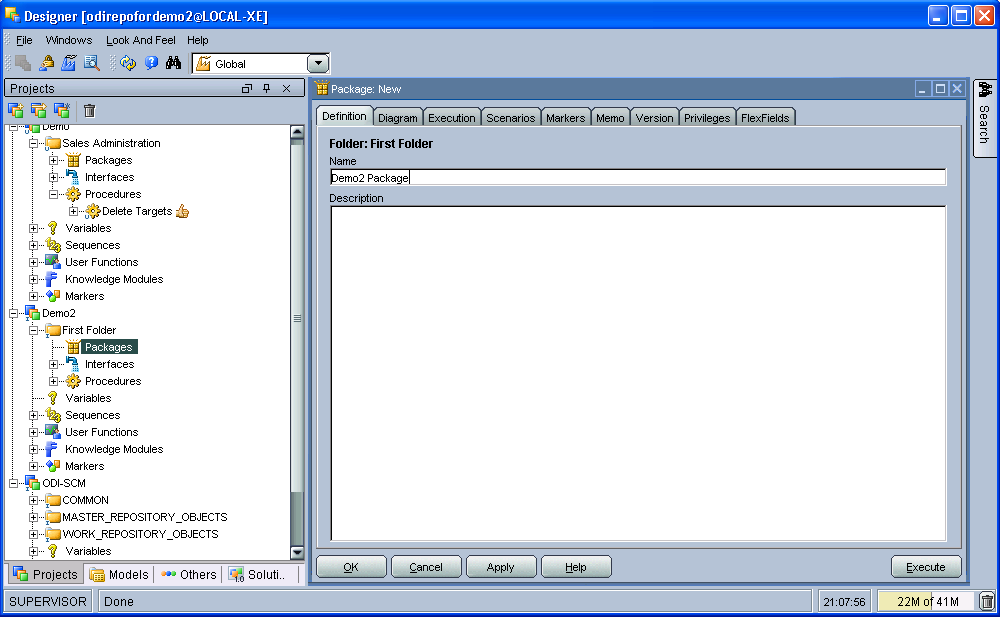 Designer [odirepofordemo2@LOCAL-XE]
File Windows Look And Feel Help
Global
Projects
Demo
Sales Administration
Packages
Interfaces
Procedures
Delete Targets
Variables
Sequences
User Functions
Knowledge Modules
Markers
Demo2
First Folder
Packages
Interfaces
Procedures
Variables
Sequences
User Functions
Knowledge Modules
Markers
ODI-SCM
COMMON
MASTER_REPOSITORY_OBJECTS
WORK_REPOSITORY_OBJECTS
Variables
Projects Models Others Soluti..
Package: New
Definition Diagram Execution Scenarios Markers Memo Version Privileges FlexFields
Folder: First Folder
Name
Demo2 Package
Description
OK Cancel Apply Help Execute
Search
SUPERVISOR Done 21:07:56 22M of 41M